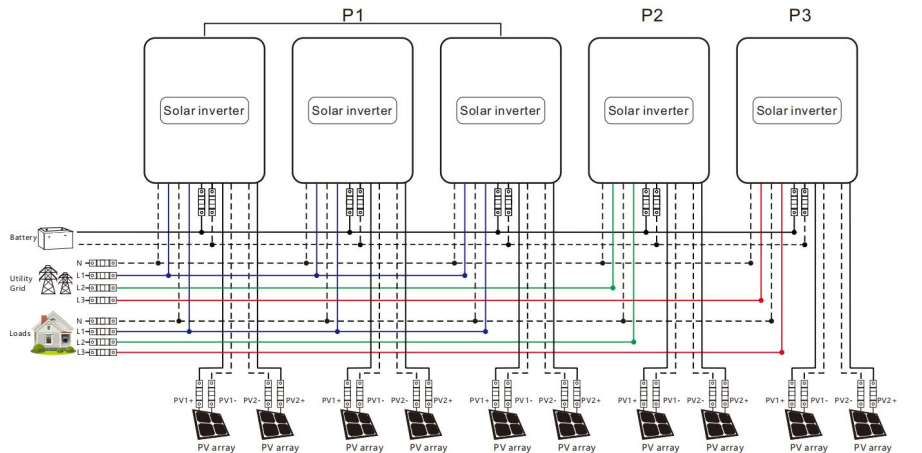 P1 P2 P3
Solar inverter Solar inverter Solar inverter Solar inverter Solar inverter
Battery
N
Utility
Grid
L1
L2
L3
N
Loads
L1
L2
L3
PV1+ PV1- PV2- PV2+ PV1+ PV1- PV2- PV2+ PV1+ PV1- PV2- PV2+ PV1+ PV1- PV2- PV2+ PV1+ PV1- PV2- PV2+
PV array PV array PV array PV array PV array PV array PV array PV array PV array PV array